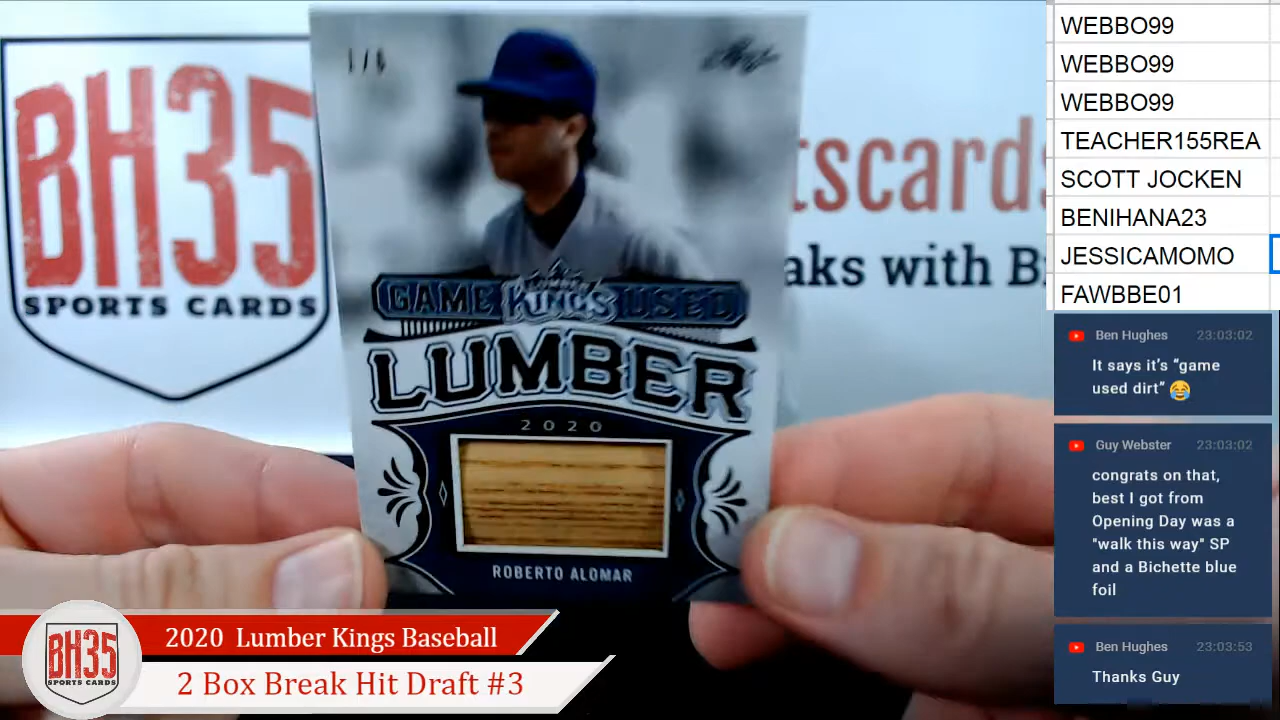 BH35
SPORTS CARDS
tscards
aks with B
GAME KINGS USED
LUMBER
2020
ROBERTO ALOMAR
WEBBO99
WEBBO99
WEBBO99
TEACHER155REA
SCOTT JOCKEN
BENIHANA23
JESSICAMOMO
FAWBBE01
Ben Hughes 23:03:02
It says it’s “game
used dirt” 😂
Guy Webster 23:03:02
congrats on that,
best I got from
Opening Day was a
"walk this way" SP
and a Bichette blue
foil
Ben Hughes 23:03:53
Thanks Guy
BH35
SPORTS CARDS
2020 Lumber Kings Baseball
2 Box Break Hit Draft #3